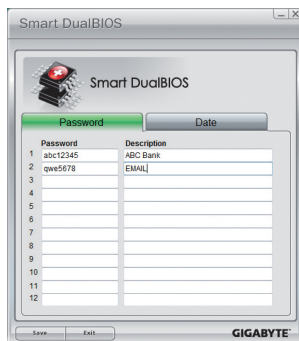 Smart DualBIOS
Smart DualBIOS
Password Date
Password Description
1 abc12345 ABC Bank
2 qwe5678 EMAIL
3
4
5
6
7
8
9
10
11
12
Save Exit GIGABYTE™